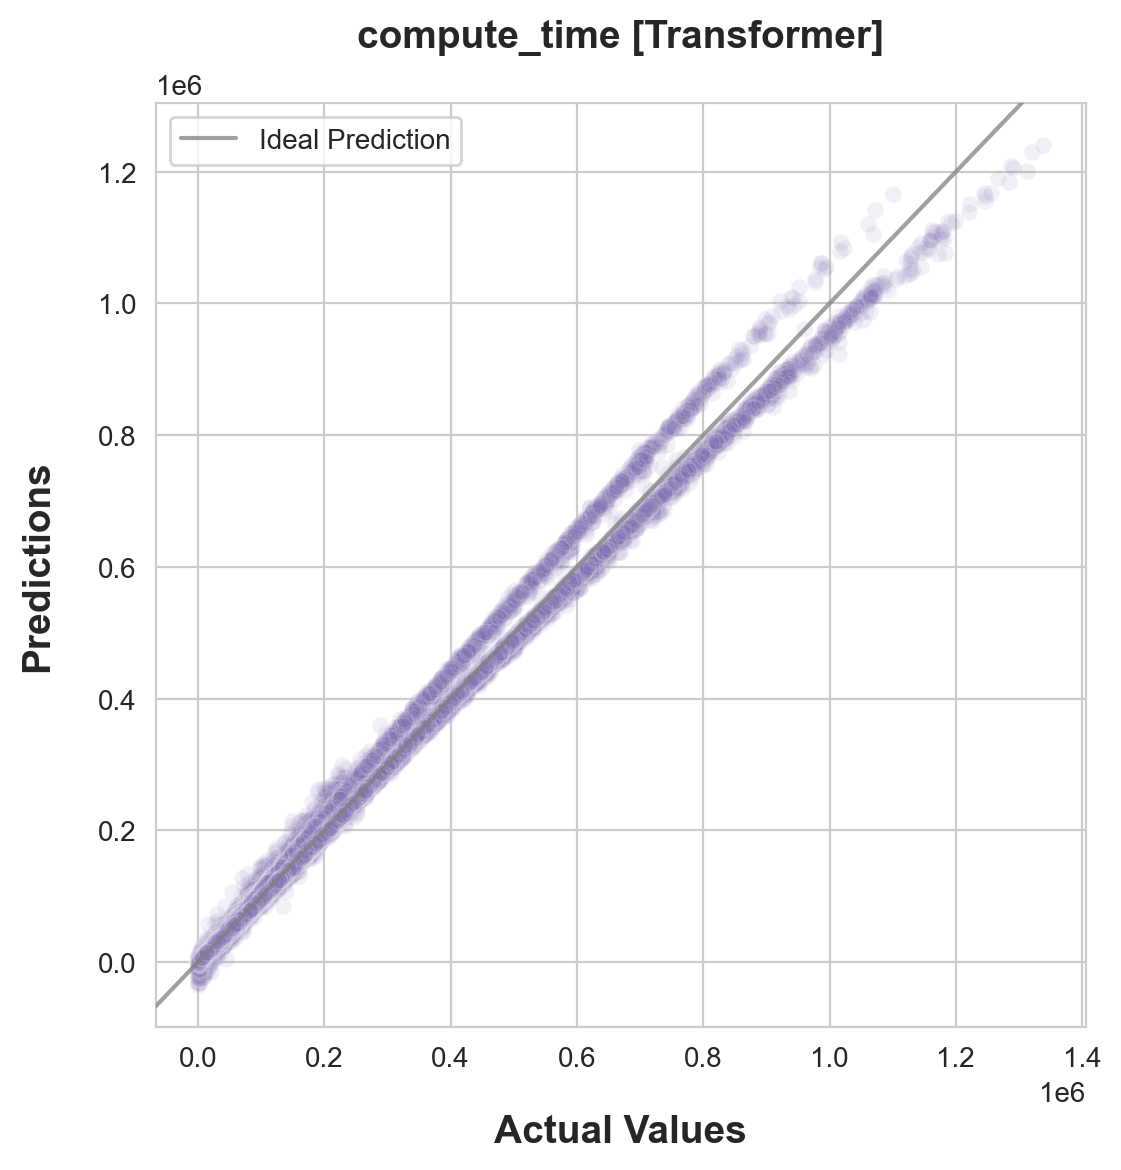 compute_time [Transformer]
1e6
Ideal Prediction
1.2
1.0
0.8
0.6
0.4
0.2
0.0
Predictions
0.0 0.2 0.4 0.6 0.8 1.0 1.2 1.4
1e6
Actual Values